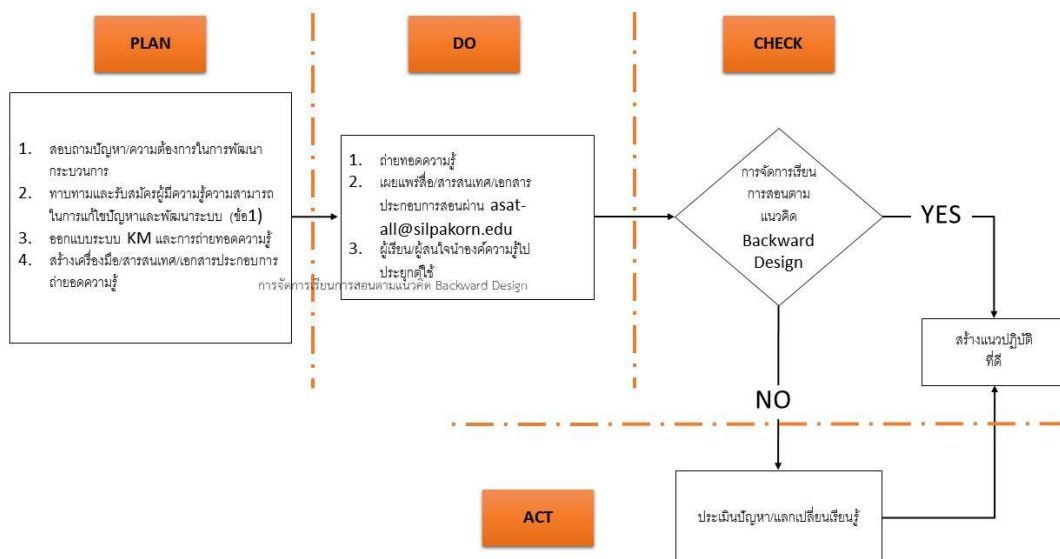 PLAN
DO
CHECK
1. สอบถามปัญหา/ความต้องการในการพัฒนา
กระบวนการ
2. ทาบทามและรับสมัครผู้มีความรู้ความสามารถ
ในการแก้ไขปัญหาและพัฒนาระบบ (ข้อ1)
3. ออกแบบระบบ KM และการถ่ายทอดความรู้
4. สร้างเครื่องมือ/สารสนเทศ/เอกสารประกอบการ
ถ่ายอดความรู้
1. ถ่ายทอดความรู้
2. เผยแพร่สื่อ/สารสนเทศ/เอกสาร
ประกอบการสอนผ่าน asat-
all@silpakorn.edu
3. ผู้เรียน/ผู้สนใจนำองค์ความรู้ไป
ประยุกต์ใช้
การจัดการเรียนการสอนตามแนวคิด Backward Design
การจัดการเรียน
การสอนตาม
แนวคิด
Backward
Design
YES
NO
สร้างแนวปฏิบัติ
ที่ดี
ACT
ประเมินปัญหา/แลกเปลี่ยนเรียนรู้